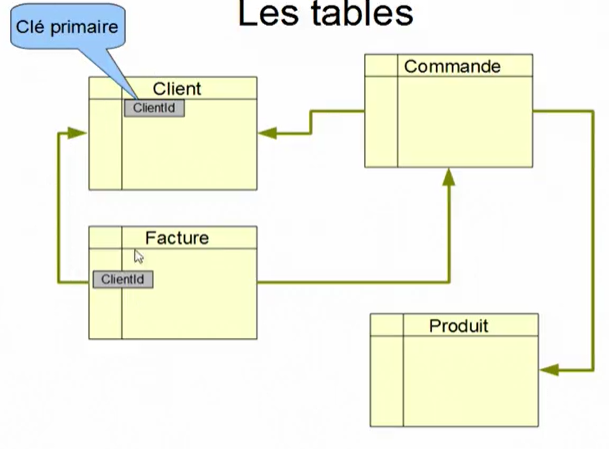 Les tables
Clé primaire
Client
ClientId
Commande
Facture
ClientId
Produit